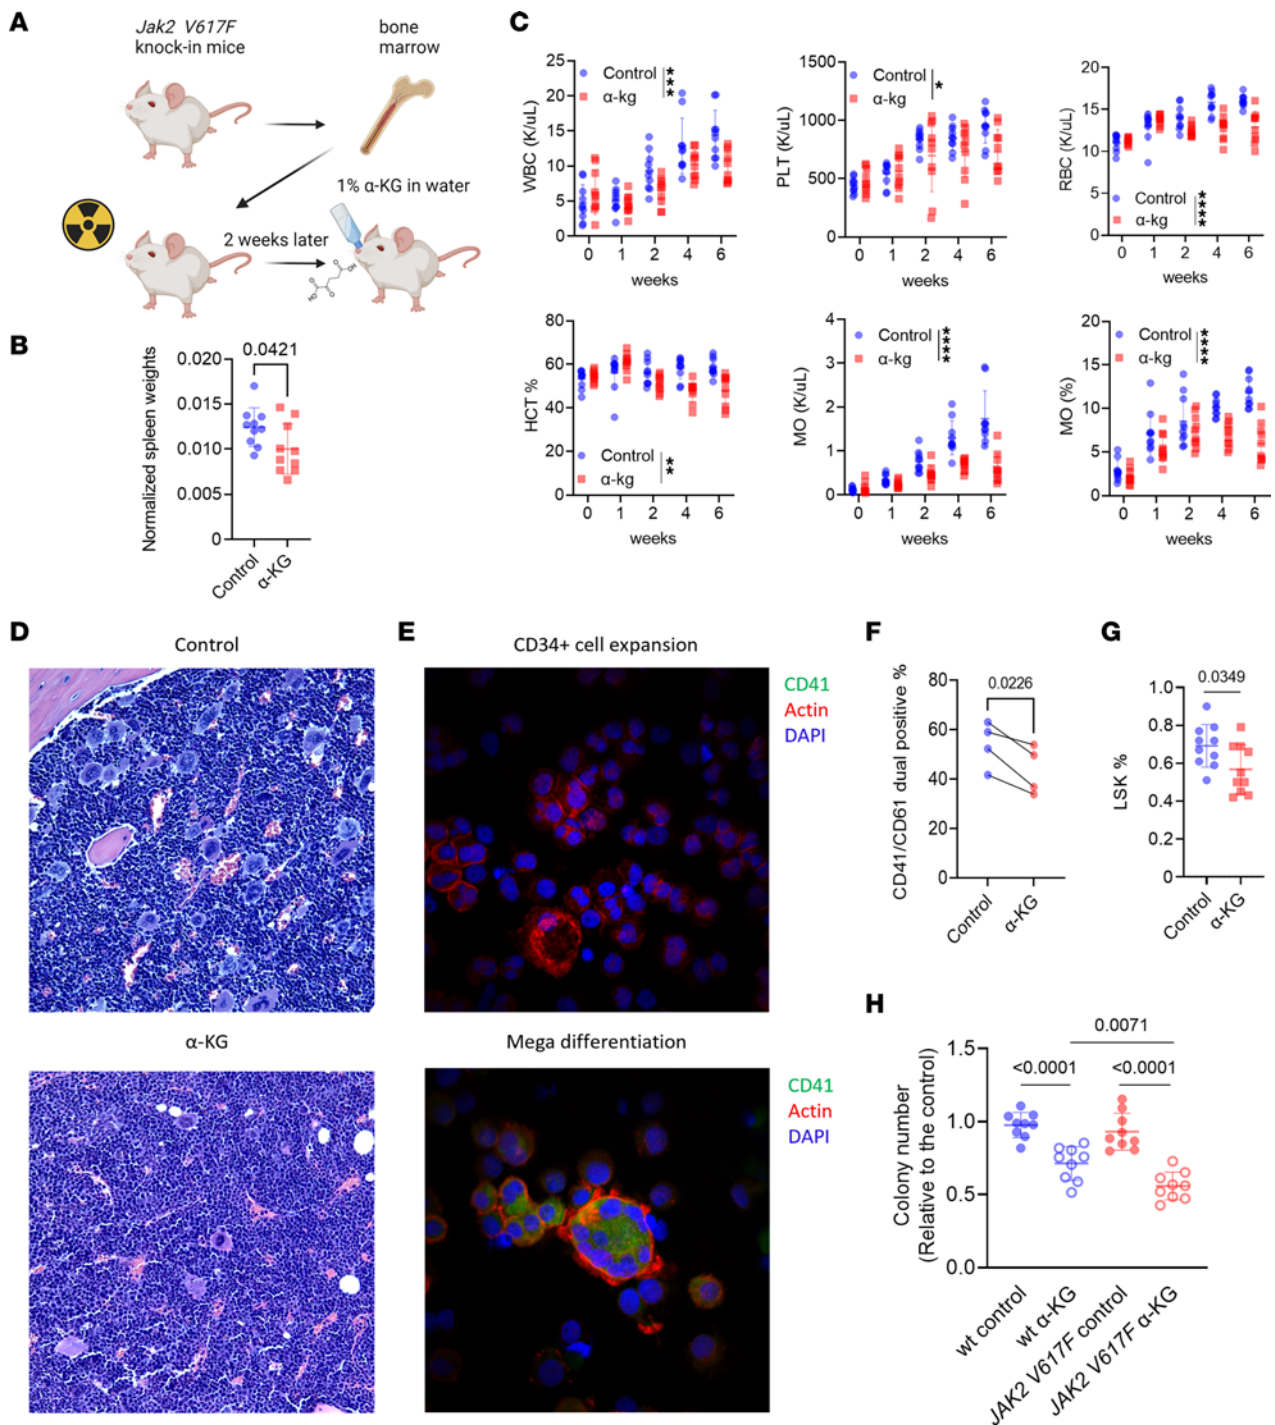 A
Jak2 V617F
knock-in mice
bone
marrow
1% α-KG in water
2 weeks later
OH
O
O
HO
O
B
0.0421
Normalized spleen weights
0.020
0.015
0.010
0.005
0
Control
α-KG
C
WBC (K/uL)
25
20
15
10
5
0
Control
α-kg
***
0 1 2 4 6
weeks
PLT (K/uL)
1500
1000
500
0
Control
α-kg
*
0 1 2 4 6
weeks
RBC (K/uL)
20
15
10
5
0
Control
α-kg
****
0 1 2 4 6
weeks
HCT %
80
60
40
20
0
Control
α-kg
**
0 1 2 4 6
weeks
MO (K/uL)
4
3
2
1
0
Control
α-kg
****
0 1 2 4 6
weeks
MO (%)
20
15
10
5
0
Control
α-kg
****
0 1 2 4 6
weeks
D
Control
α-KG
E
CD34+ cell expansion
CD41
Actin
DAPI
Mega differentiation
CD41
Actin
DAPI
F
CD41/CD61 dual positive %
80
60
40
20
0
0.0226
Control
α-KG
G
LSK %
1.0
0.8
0.6
0.4
0.2
0
0.0349
Control
α-KG
H
Colony number
(Relative to the control)
1.5
1.0
0.5
0.0
0.0071
<0.0001
<0.0001
wt control
wt α-KG
JAK2 V617F control
JAK2 V617F α-KG